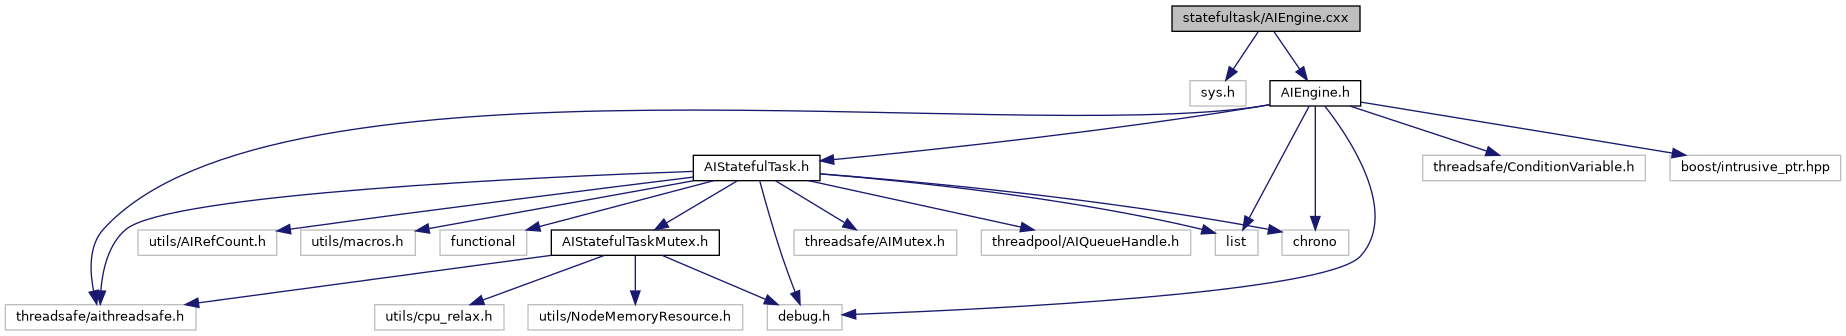 statefultask/AIEngine.cxx
sys.h
AIEngine.h
AIStatefulTask.h
threadsafe/ConditionVariable.h
boost/intrusive_ptr.hpp
utils/AIRefCount.h
utils/macros.h
functional
AIStatefulTaskMutex.h
threadsafe/AIMutex.h
threadpool/AIQueueHandle.h
list
chrono
threadsafe/aithreadsafe.h
utils/cpu_relax.h
utils/NodeMemoryResource.h
debug.h